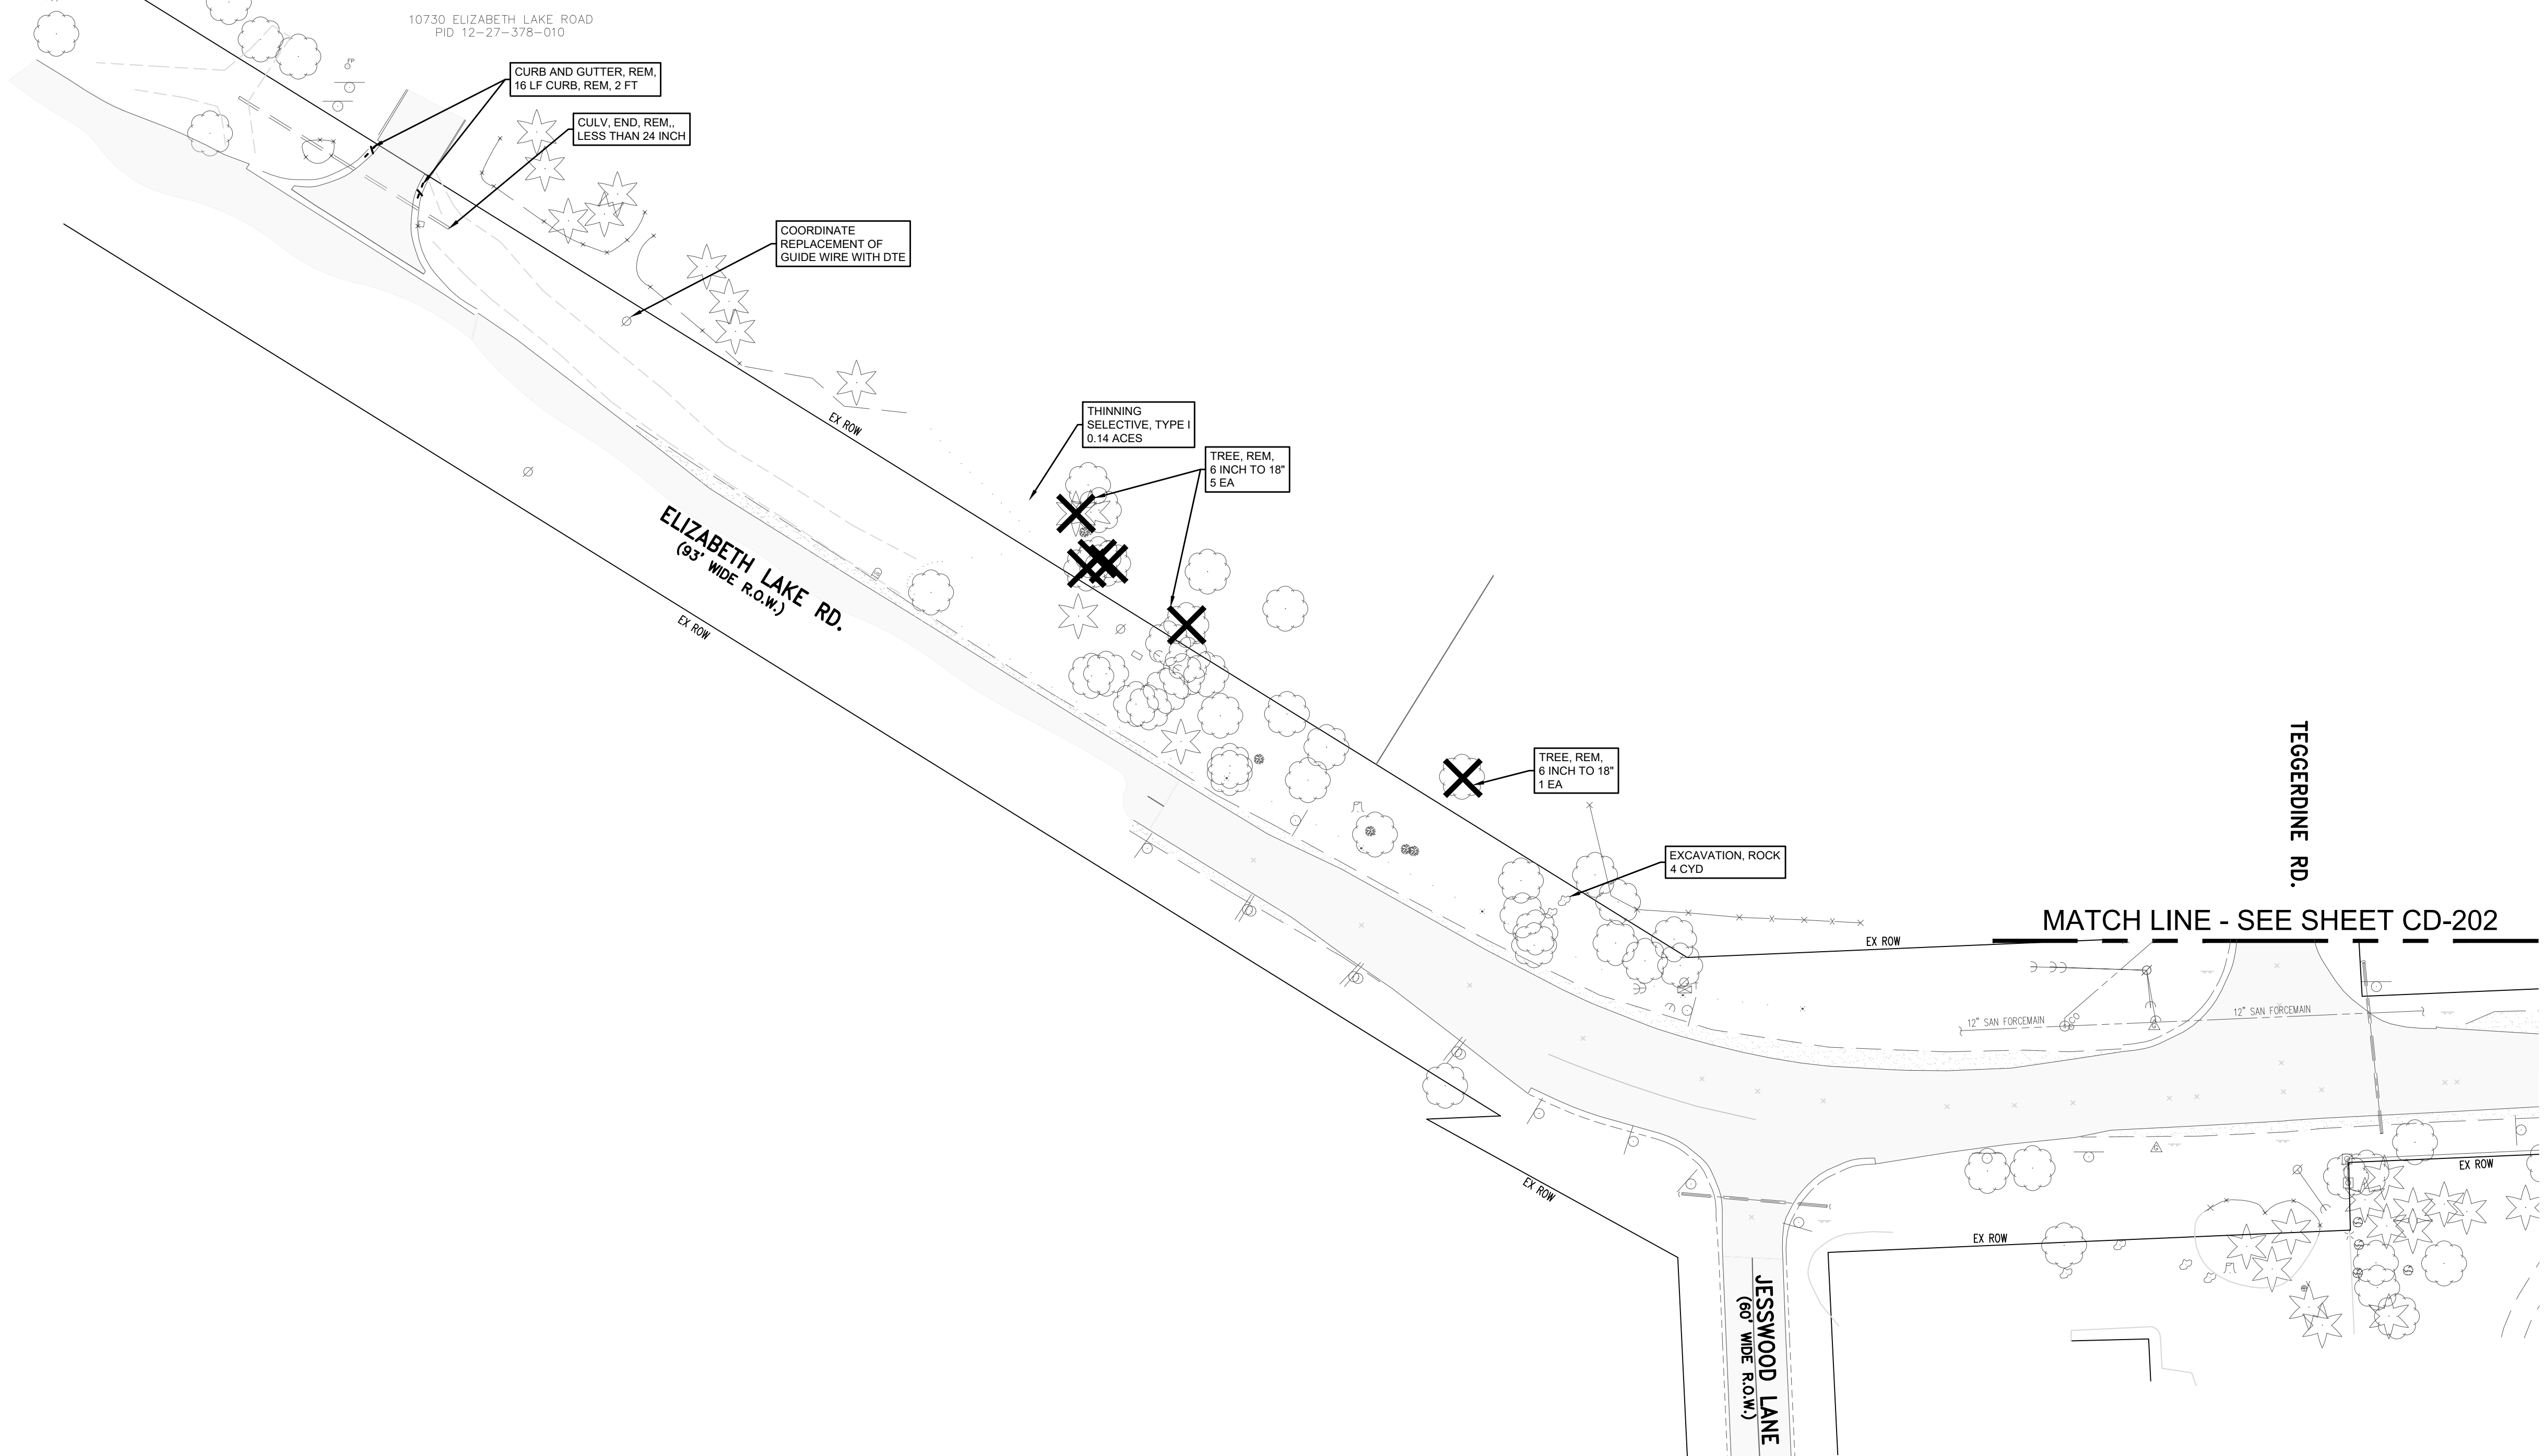 10730 ELIZABETH LAKE ROAD
PID 12-27-378-010
FP
CURB AND GUTTER, REM,
16 LF CURB, REM, 2 FT
CULV, END, REM,,
LESS THAN 24 INCH
COORDINATE
REPLACEMENT OF
GUIDE WIRE WITH DTE
EX ROW
THINNING
SELECTIVE, TYPE I
0.14 ACES
TREE, REM,
6 INCH TO 18"
5 EA
ELIZABETH LAKE RD.
(93' WIDE R.O.W.)
EX ROW
TREE, REM,
6 INCH TO 18"
1 EA
EXCAVATION, ROCK
4 CYD
TEGGERDINE RD.
MATCH LINE - SEE SHEET CD-202
EX ROW
12" SAN FORCEMAIN
12" SAN FORCEMAIN
EX ROW
EX ROW
EX ROW
JESSWOOD LANE
(60' WIDE R.O.W.)